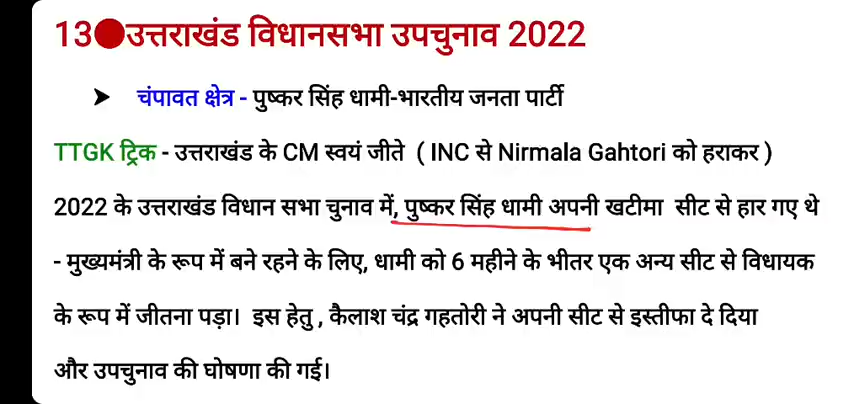 13●उत्तराखंड विधानसभा उपचुनाव 2022
➤ चंपावत क्षेत्र - पुष्कर सिंह धामी-भारतीय जनता पार्टी
TTGK ट्रिक - उत्तराखंड के CM स्वयं जीते ( INC से Nirmala Gahtori को हराकर )
2022 के उत्तराखंड विधान सभा चुनाव में, पुष्कर सिंह धामी अपनी खटीमा सीट से हार गए थे
- मुख्यमंत्री के रूप में बने रहने के लिए, धामी को 6 महीने के भीतर एक अन्य सीट से विधायक
के रूप में जीतना पड़ा। इस हेतु , कैलाश चंद्र गहतोरी ने अपनी सीट से इस्तीफा दे दिया
और उपचुनाव की घोषणा की गई।